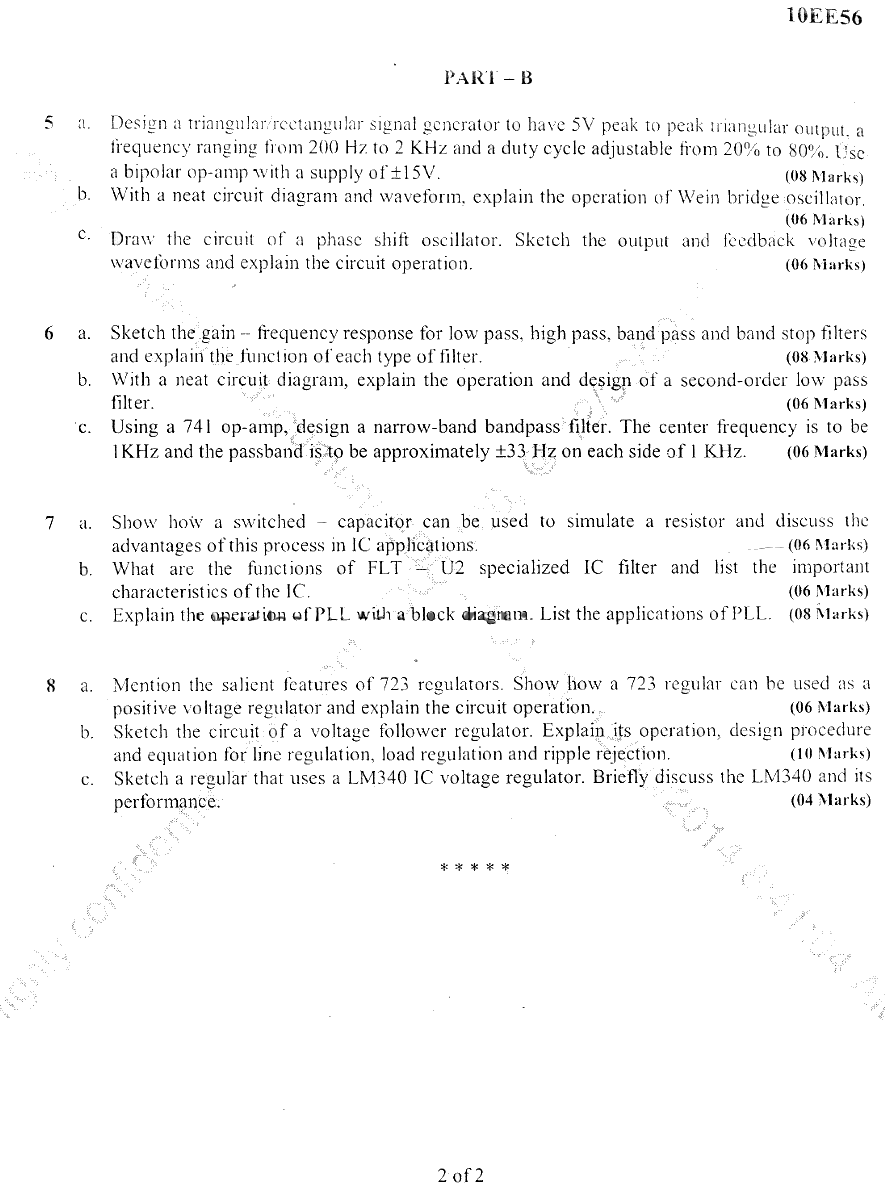 10EE56
PART – B
5 a. Design a triangular/rectangular signal generator to have 5V peak to peak triangular output, a
frequency ranging from 200 Hz to 2 KHz and a duty cycle adjustable from 20% to 80%. Use
a bipolar op-amp with a supply of ±15V. (08 Marks)
b. With a neat circuit diagram and waveform, explain the operation of Wein bridge oscillator.
(06 Marks)
c. Draw the circuit of a phase shift oscillator. Sketch the output and feedback voltage
waveforms and explain the circuit operation. (06 Marks)
6 a. Sketch the gain – frequency response for low pass, high pass, band pass and band stop filters
and explain the function of each type of filter. (08 Marks)
b. With a neat circuit diagram, explain the operation and design of a second-order low pass
filter. (06 Marks)
c. Using a 741 op-amp, design a narrow-band bandpass filter. The center frequency is to be
1KHz and the passband is to be approximately ±33 Hz on each side of 1 KHz. (06 Marks)
7 a. Show how a switched – capacitor can be used to simulate a resistor and discuss the
advantages of this process in IC applications. (06 Marks)
b. What are the functions of FLT – U2 specialized IC filter and list the important
characteristics of the IC. (06 Marks)
c. Explain the operation of PLL with a block diagram. List the applications of PLL. (08 Marks)
8 a. Mention the salient features of 723 regulators. Show how a 723 regular can be used as a
positive voltage regulator and explain the circuit operation. (06 Marks)
b. Sketch the circuit of a voltage follower regulator. Explain its operation, design procedure
and equation for line regulation, load regulation and ripple rejection. (10 Marks)
c. Sketch a regular that uses a LM340 IC voltage regulator. Briefly discuss the LM340 and its
performance. (04 Marks)
* * * * *
2 of 2